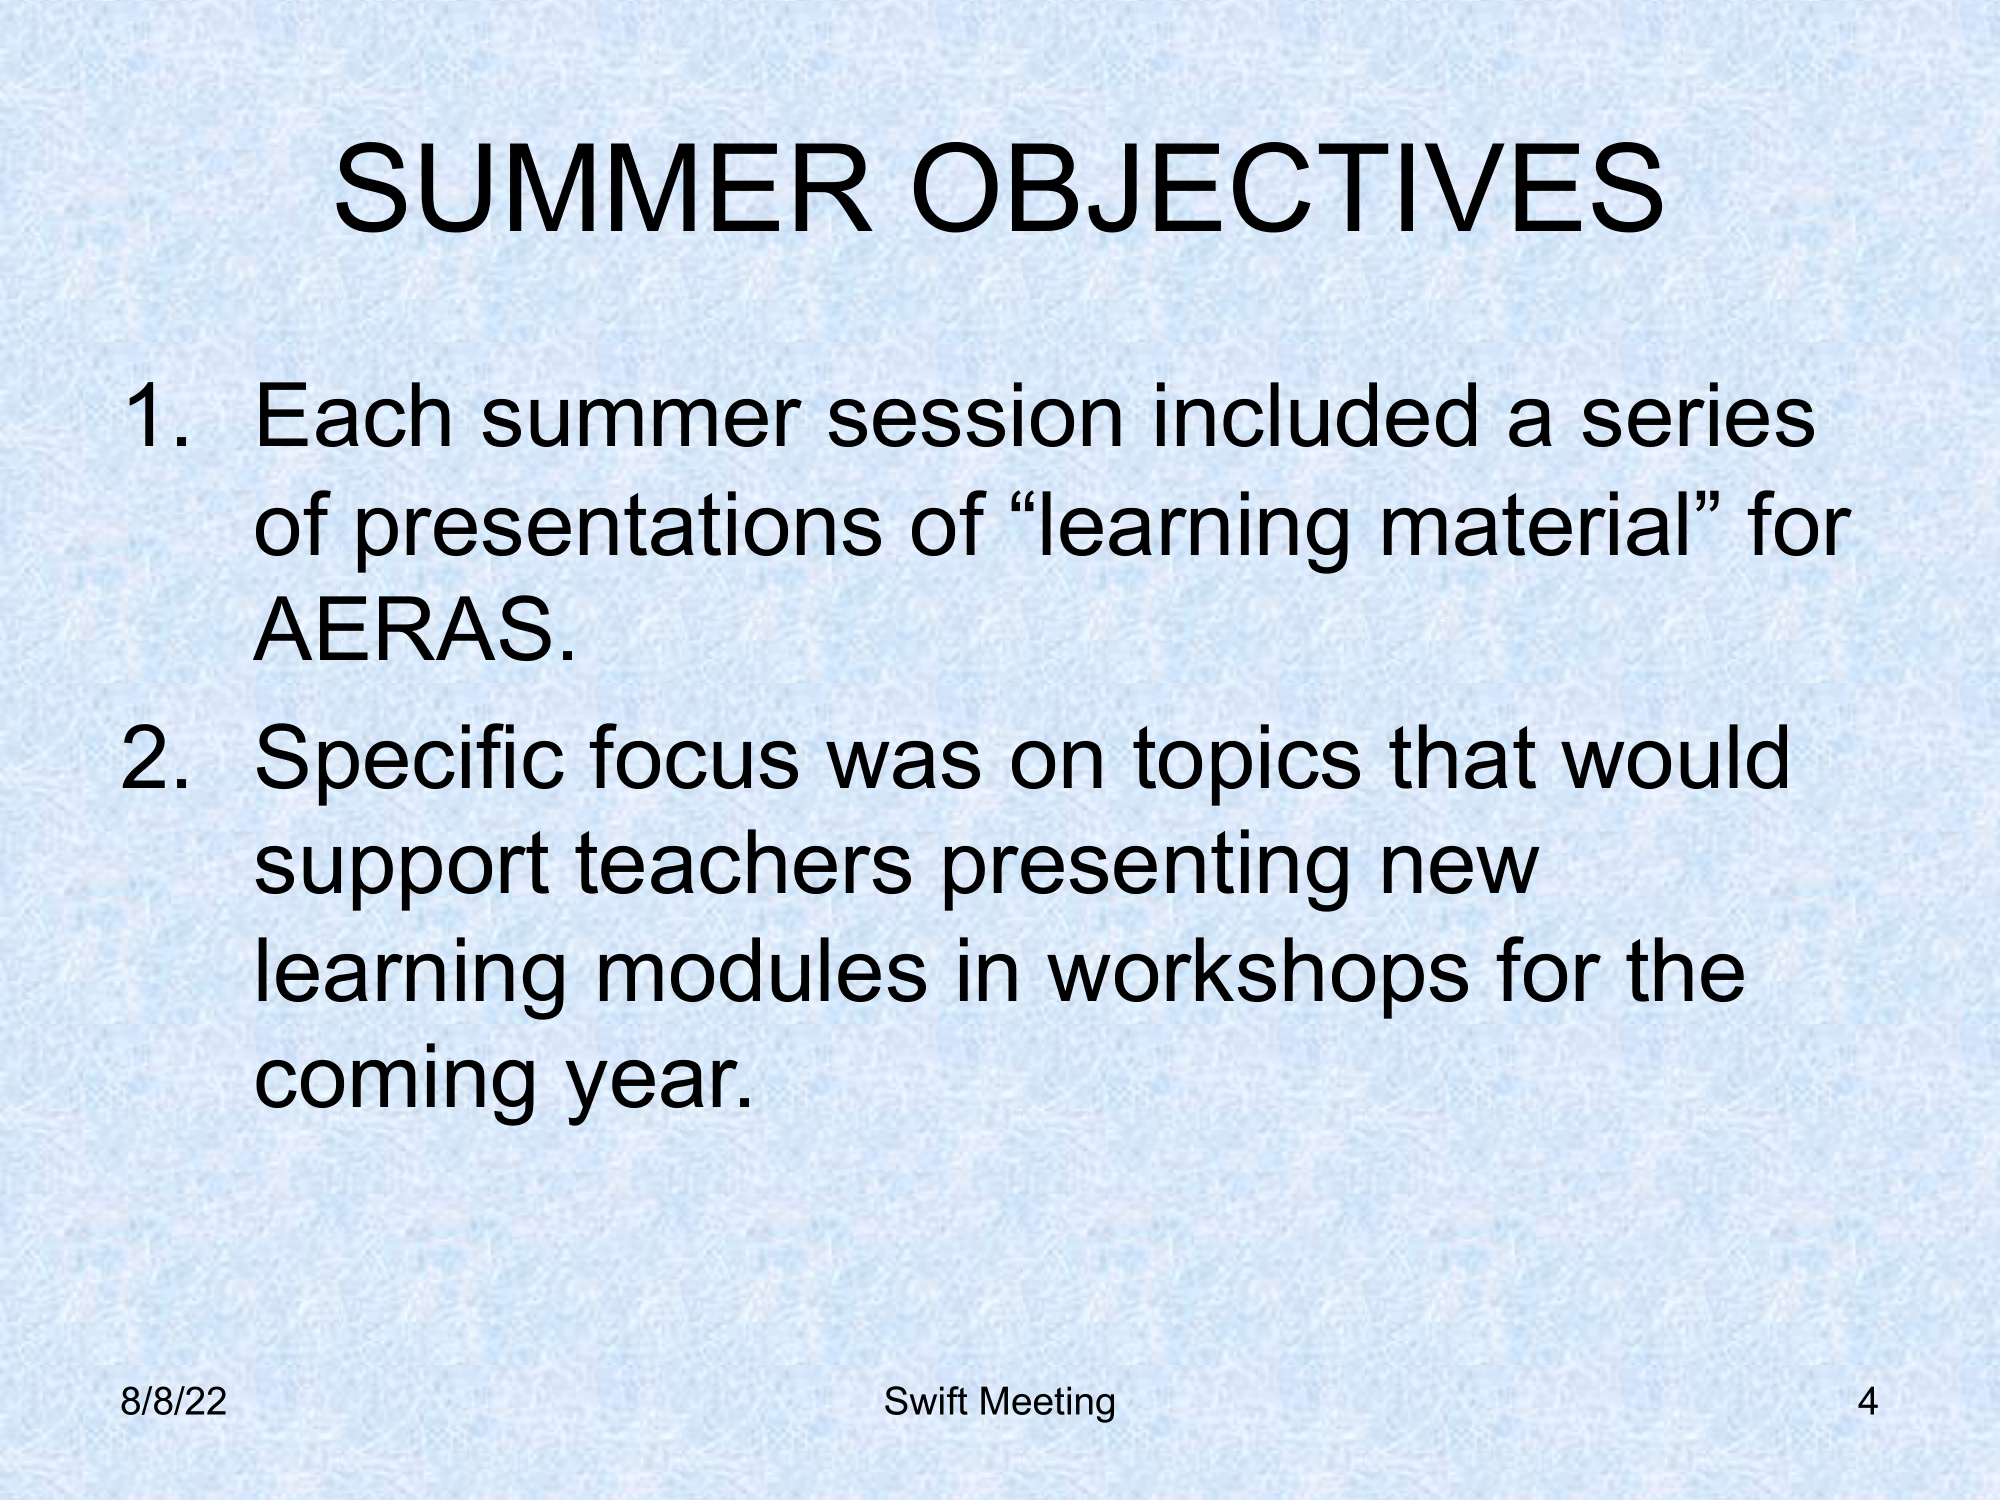 SUMMER OBJECTIVES
1. Each summer session included a series
of presentations of “learning material” for
AERAS.
2. Specific focus was on topics that would
support teachers presenting new
learning modules in workshops for the
coming year.
8/8/22 Swift Meeting 4